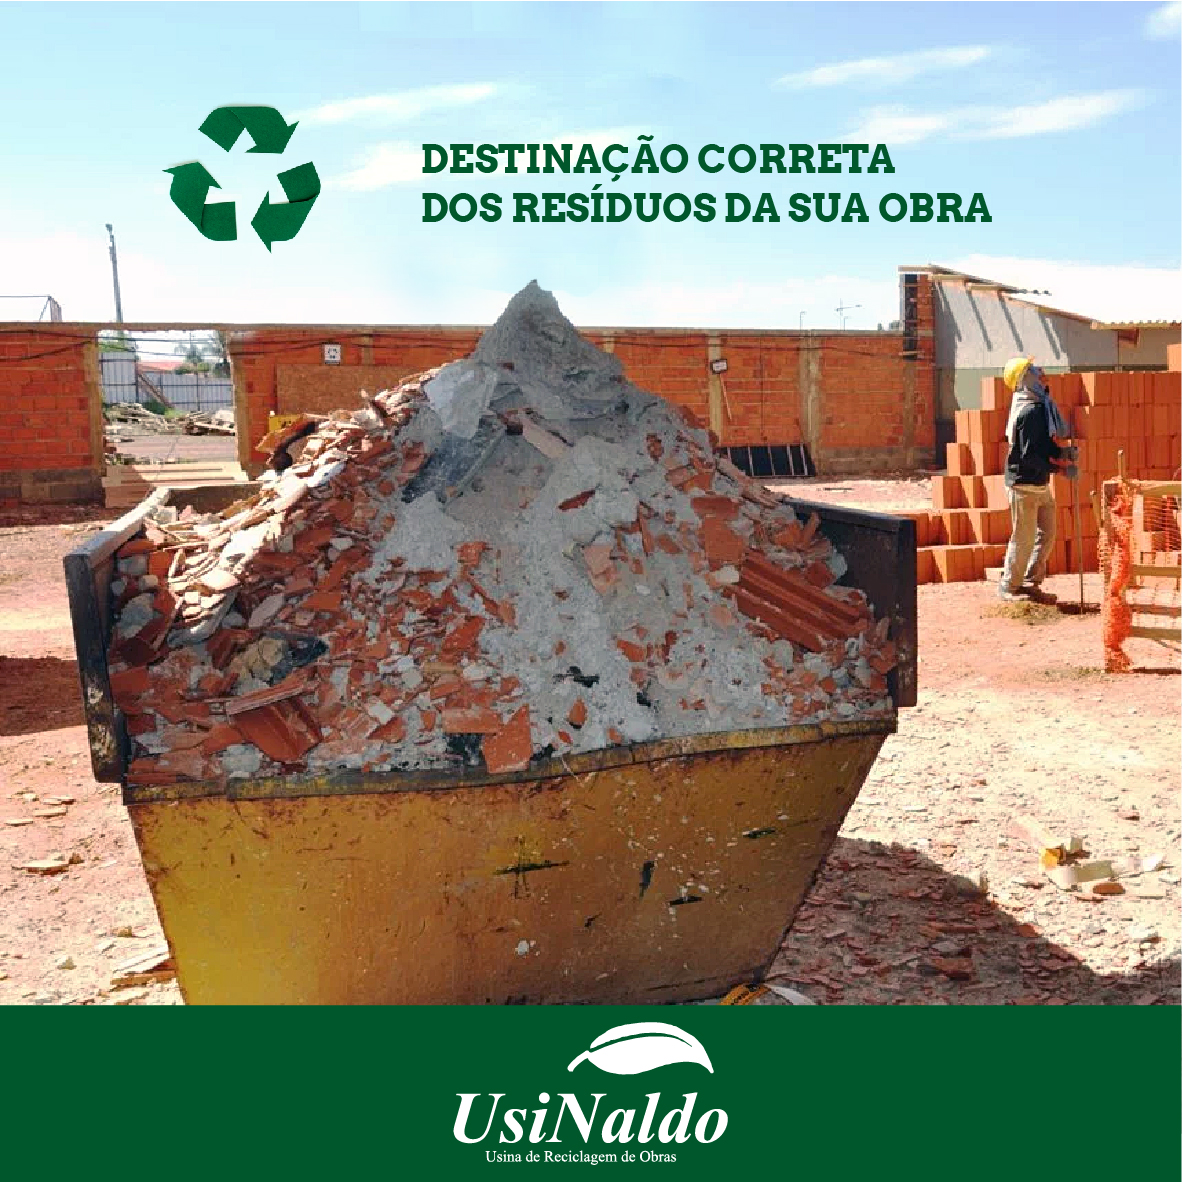 DESTINAÇÃO CORRETA
DOS RESÍDUOS DA SUA OBRA
UsiNaldo
Usina de Reciclagem de Obras